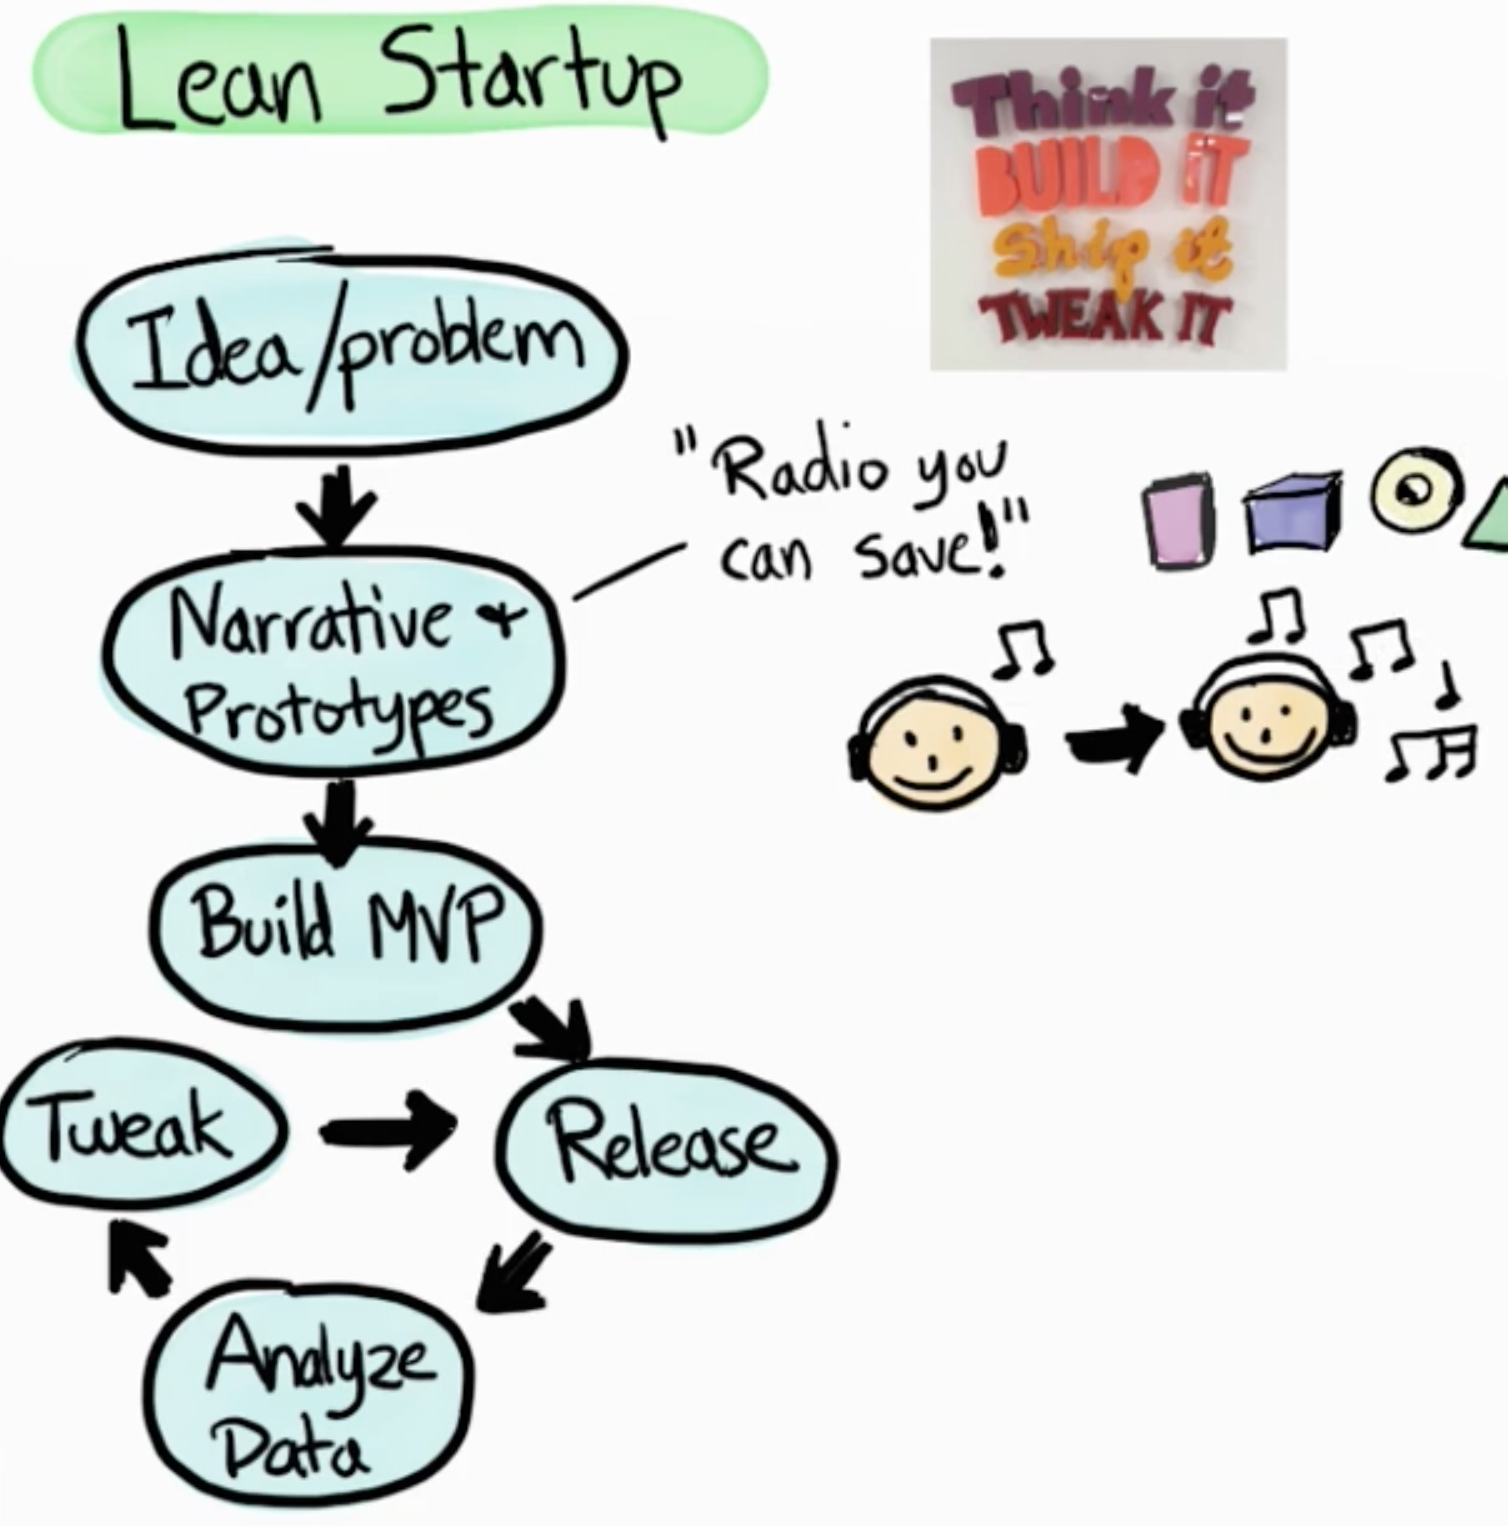 Lean Startup
Think it
BUILD IT
Ship it
TWEAK IT
Idea/problem
"Radio you
can save!"
Narrative +
Prototypes
Build MVP
Tweak
Release
Analyze
Data